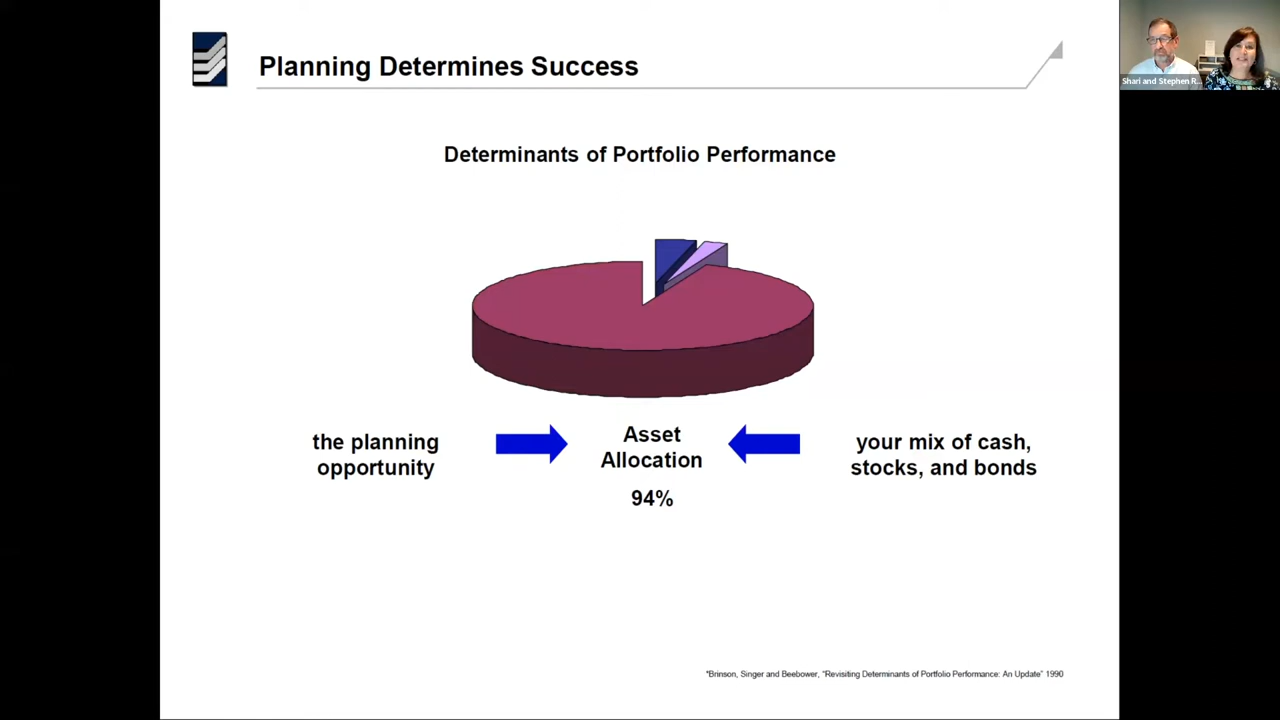 Planning Determines Success
Shari and Stephen R...
Determinants of Portfolio Performance
the planning
opportunity
Asset
Allocation
94%
your mix of cash,
stocks, and bonds
*Brinson, Singer and Beebower, “Revisiting Determinants of Portfolio Performance: An Update” 1990